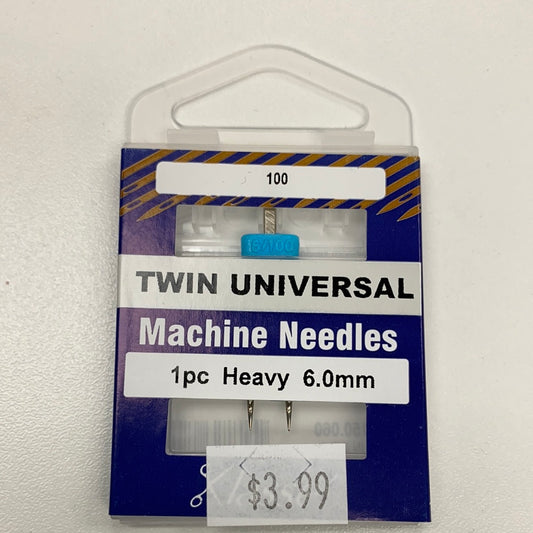 100
6/100
TWIN UNIVERSAL
Machine Needles
1pc Heavy 6.0mm
$3.99